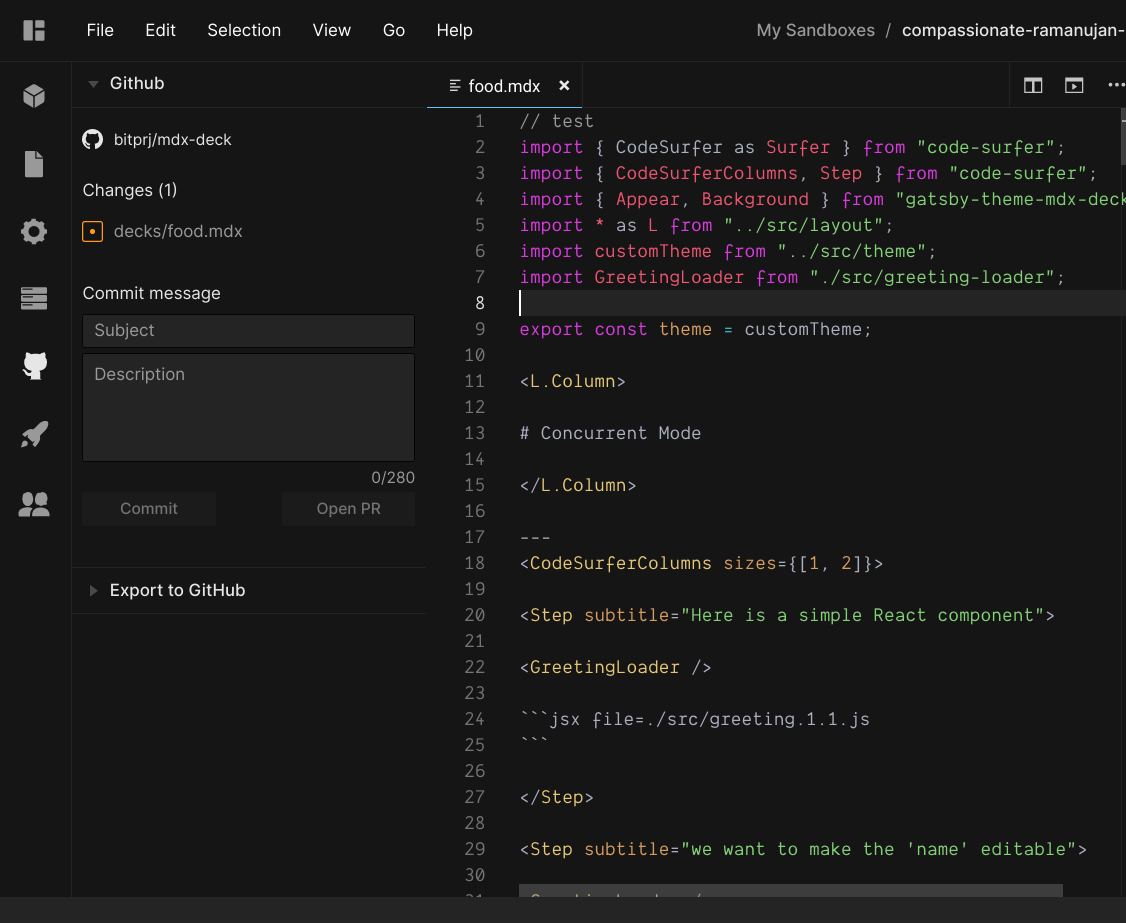 File Edit Selection View Go Help
My Sandboxes / compassionate-ramanujan-
Github
bitprj/mdx-deck
Changes (1)
decks/food.mdx
Commit message
Subject
Description
0/280
Commit Open PR
Export to GitHub
food.mdx
1 // test
2 import { CodeSurfer as Surfer } from "code-surfer";
3 import { CodeSurferColumns, Step } from "code-surfer";
4 import { Appear, Background } from "gatsby-theme-mdx-deck
5 import * as L from "../src/layout";
6 import customTheme from "../src/theme";
7 import GreetingLoader from "./src/greeting-loader";
8
9 export const theme = customTheme;
10
11 <L.Column>
12
13 # Concurrent Mode
14
15 </L.Column>
16
17 ---
18 <CodeSurferColumns sizes={[1, 2]}>
19
20 <Step subtitle="Here is a simple React component">
21
22 <GreetingLoader />
23
24 ```jsx file=./src/greeting.1.1.js
25 ```
26
27 </Step>
28
29 <Step subtitle="we want to make the 'name' editable">
30